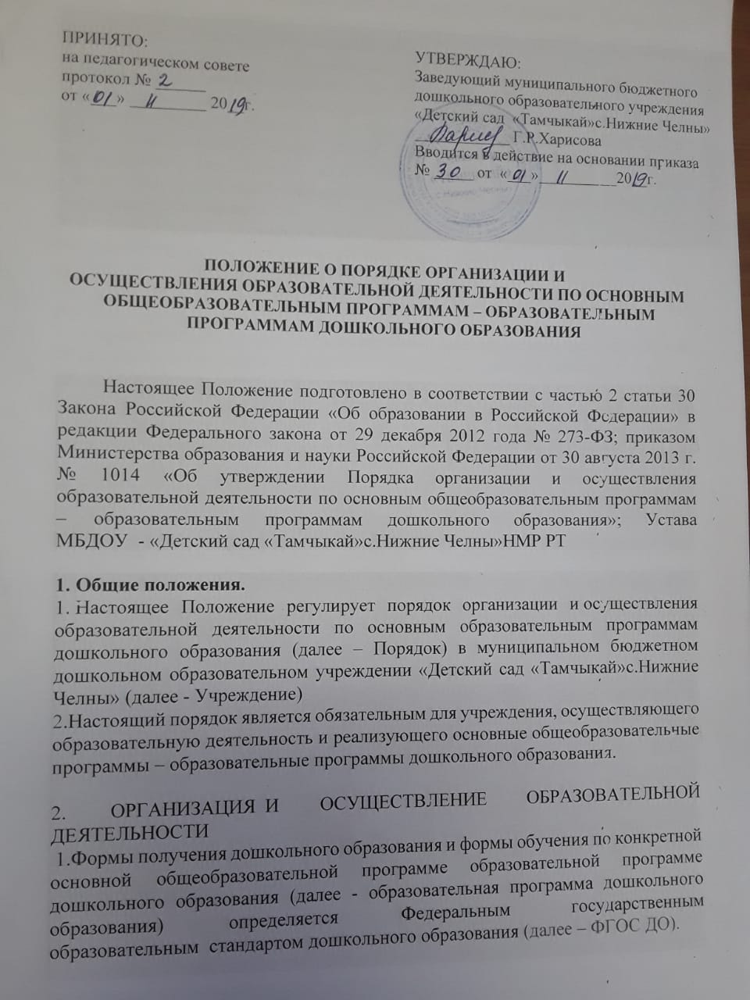 ПРИНЯТО:
на педагогическом совете
протокол № 2
от «01» 11 2019г.
УТВЕРЖДАЮ:
Заведующий муниципального бюджетного
дошкольного образовательного учреждения
«Детский сад «Тамчыкай»с.Нижние Челны»
Г.Р.Харисова
Вводится в действие на основании приказа
№ 30 от «01» 11 2019г.
с Нижние Челны
ПОЛОЖЕНИЕ О ПОРЯДКЕ ОРГАНИЗАЦИИ И
ОСУЩЕСТВЛЕНИЯ ОБРАЗОВАТЕЛЬНОЙ ДЕЯТЕЛЬНОСТИ ПО ОСНОВНЫМ
ОБЩЕОБРАЗОВАТЕЛЬНЫМ ПРОГРАММАМ – ОБРАЗОВАТЕЛЬНЫМ
ПРОГРАММАМ ДОШКОЛЬНОГО ОБРАЗОВАНИЯ
Настоящее Положение подготовлено в соответствии с частью 2 статьи 30
Закона Российской Федерации «Об образовании в Российской Федерации» в
редакции Федерального закона от 29 декабря 2012 года № 273-ФЗ; приказом
Министерства образования и науки Российской Федерации от 30 августа 2013 г.
№ 1014 «Об утверждении Порядка организации и осуществления
образовательной деятельности по основным общеобразовательным программам
– образовательным программам дошкольного образования»; Устава
МБДОУ - «Детский сад «Тамчыкай»с.Нижние Челны»НМР РТ
1. Общие положения.
1. Настоящее Положение регулирует порядок организации и осуществления
образовательной деятельности по основным образовательным программам
дошкольного образования (далее – Порядок) в муниципальном бюджетном
дошкольном образовательном учреждении «Детский сад «Тамчыкай»с.Нижние
Челны» (далее - Учреждение)
2.Настоящий порядок является обязательным для учреждения, осуществляющего
образовательную деятельность и реализующего основные общеобразовательные
программы – образовательные программы дошкольного образования.
2. ОРГАНИЗАЦИЯ И ОСУЩЕСТВЛЕНИЕ ОБРАЗОВАТЕЛЬНОЙ
ДЕЯТЕЛЬНОСТИ
1.Формы получения дошкольного образования и формы обучения по конкретной
основной общеобразовательной программе образовательной программе
дошкольного образования (далее - образовательная программа дошкольного
образования) определяется Федеральным государственным
образовательным стандартом дошкольного образования (далее – ФГОС ДО).